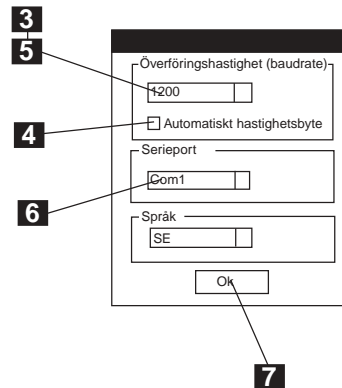 3
5
Överföringshastighet (baudrate)
1200
4
Automatiskt hastighetsbyte
Serieport
6
Com1
Språk
SE
Ok
7